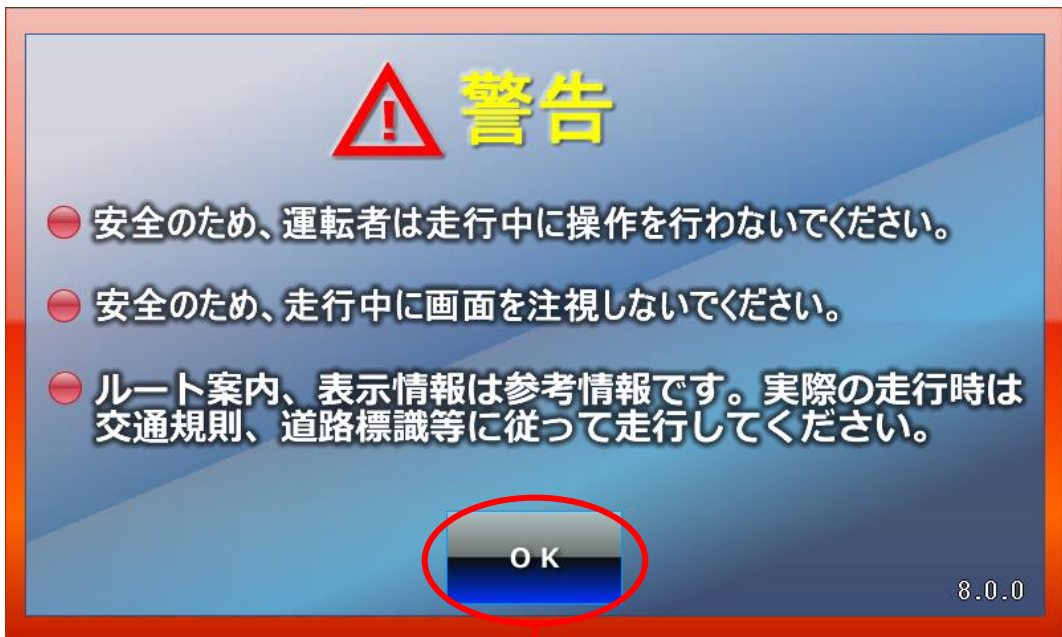 警告
安全のため、運転者は走行中に操作を行わないでください。
安全のため、走行中に画面を注視しないでください。
ルート案内、表示情報は参考情報です。実際の走行時は
交通規則、道路標識等に従って走行してください。
OK
8.0.0